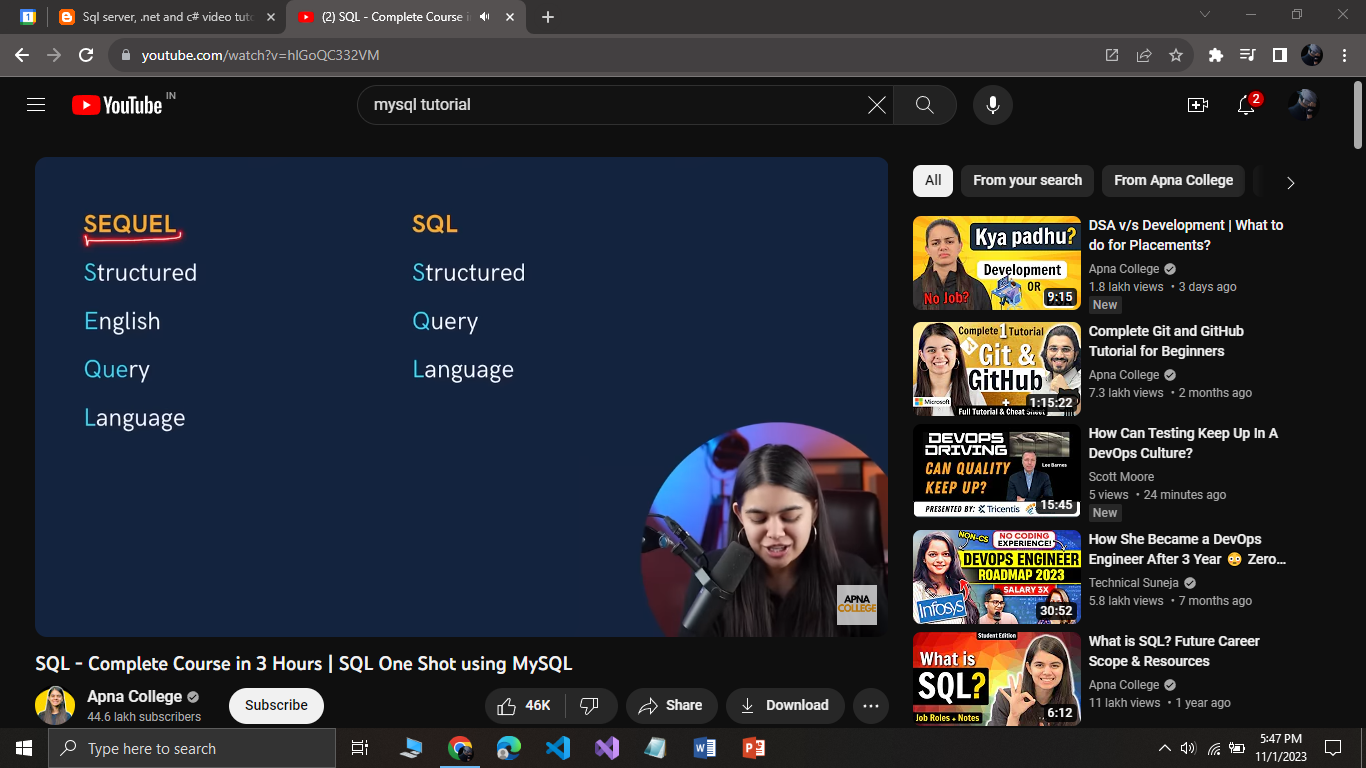 Sql server, .net and c# video tuto
(2) SQL - Complete Course i
youtube.com/watch?v=hlGoQC332VM
YouTube IN
mysql tutorial
2
SEQUEL
Structured
English
Query
Language
SQL
Structured
Query
Language
APNA
COLLEGE
SQL - Complete Course in 3 Hours | SQL One Shot using MySQL
Apna College
44.6 lakh subscribers
Subscribe
46K
Share
Download
All
From your search
From Apna College
Kya padhu?
Development
OR
No Job?
9:15
DSA v/s Development | What to
do for Placements?
Apna College
1.8 lakh views • 3 days ago
New
Complete 1 Tutorial
Git &
GitHub
+
Microsoft
Full Tutorial & Cheat Sheet
1:15:22
Complete Git and GitHub
Tutorial for Beginners
Apna College
7.3 lakh views • 2 months ago
DEVOPS
DRIVING
CAN QUALITY
KEEP UP?
Lee Barnes
PRESENTED BY: Tricentis
15:45
How Can Testing Keep Up In A
DevOps Culture?
Scott Moore
5 views • 24 minutes ago
New
NON-CS
NO CODING
EXPERIENCE!
DEVOPS ENGINEER
ROADMAP 2023
SALARY 3X
Infosys
30:52
How She Became a DevOps
Engineer After 3 Year 😳 Zero...
Technical Suneja
5.8 lakh views • 7 months ago
Student Edition
What is
SQL?
Job Roles + Notes
6:12
What is SQL? Future Career
Scope & Resources
Apna College
11 lakh views • 1 year ago
Type here to search
5:47 PM
11/1/2023